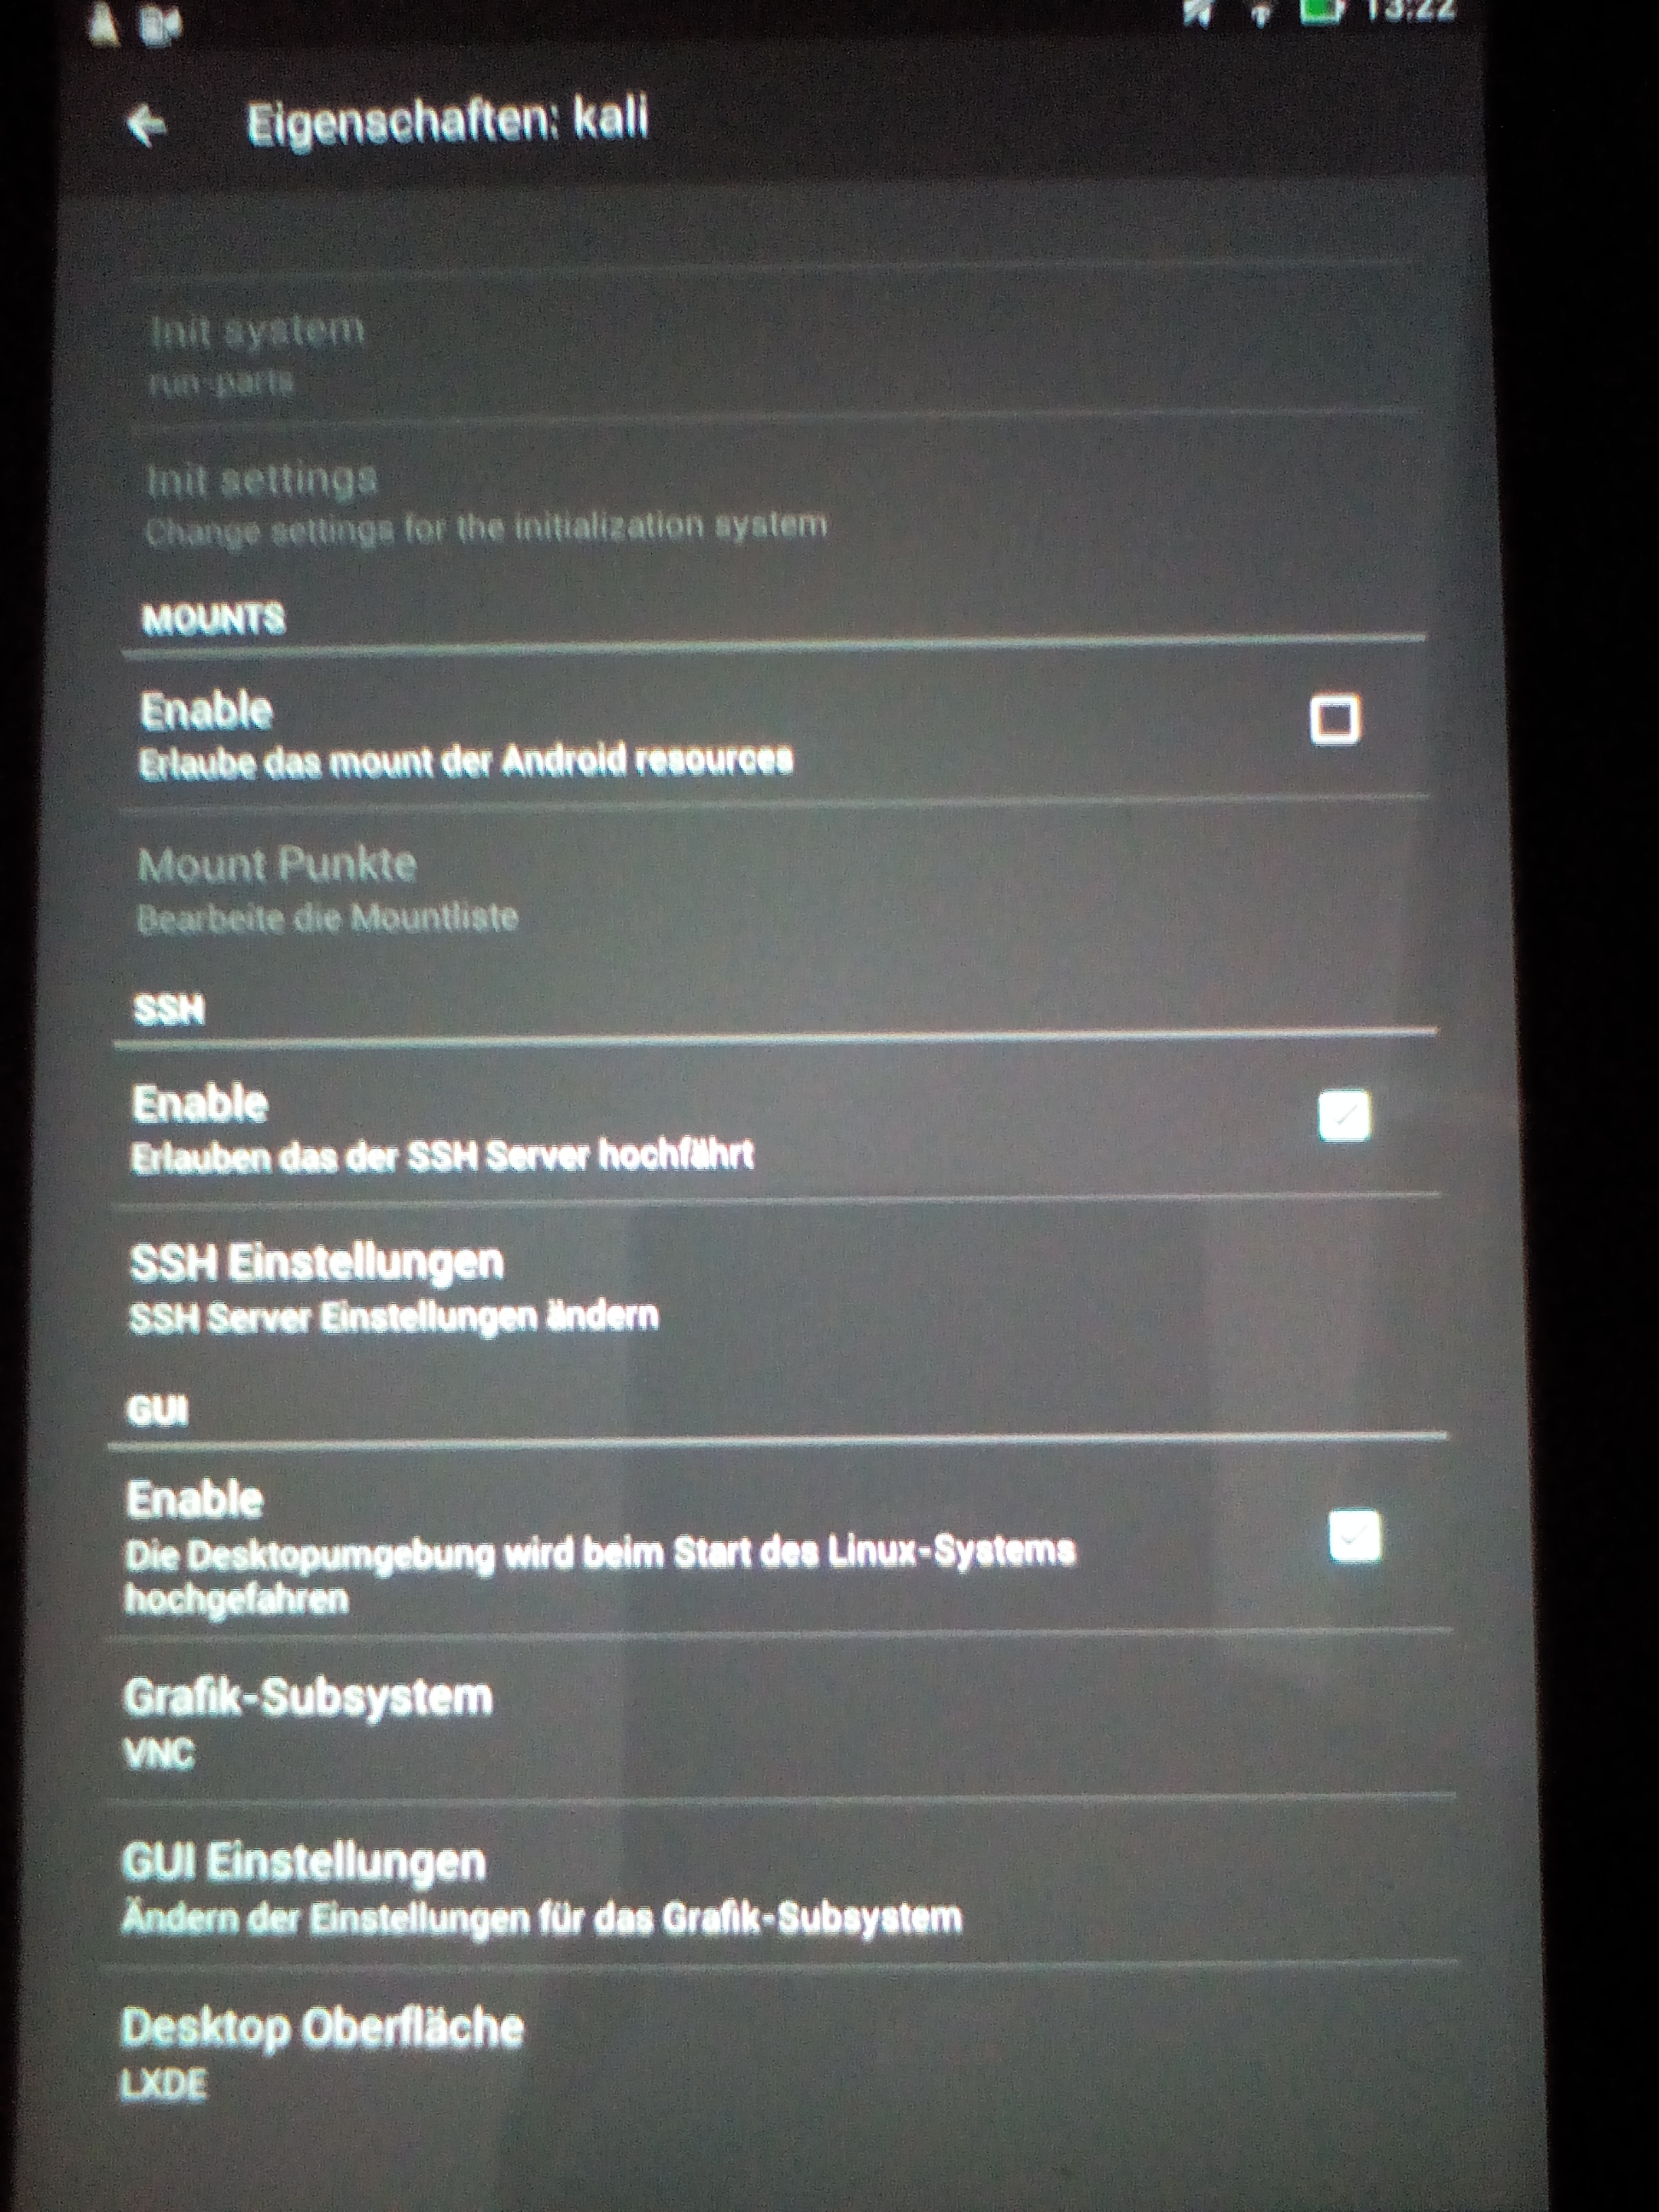 13:22
Eigenschaften: kali
Init system
run-parts
Init settings
Change settings for the initialization system
MOUNTS
Enable
Erlaube das mount der Android resources
Mount Punkte
Bearbeite die Mountliste
SSH
Enable
Erlauben das der SSH Server hochfährt
SSH Einstellungen
SSH Server Einstellungen ändern
GUI
Enable
Die Desktopumgebung wird beim Start des Linux-Systems
hochgefahren
Grafik-Subsystem
VNC
GUI Einstellungen
Ändern der Einstellungen für das Grafik-Subsystem
Desktop Oberfläche
LXDE